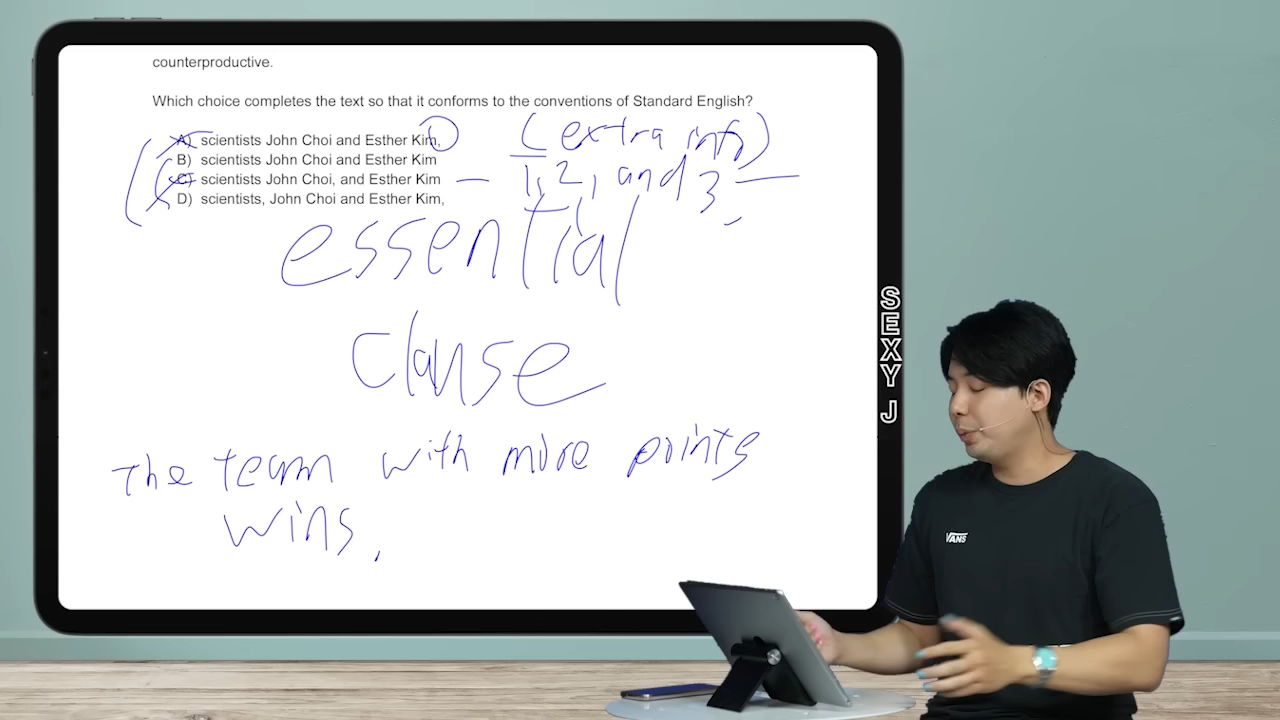 counterproductive.
Which choice completes the text so that it conforms to the conventions of Standard English?
A) scientists John Choi and Esther Kim,
B) scientists John Choi and Esther Kim
C) scientists John Choi, and Esther Kim
D) scientists, John Choi and Esther Kim,
(extra info)
1, 2, and 3
essential
clause
The team with more points
wins.
SEXY J
VANS